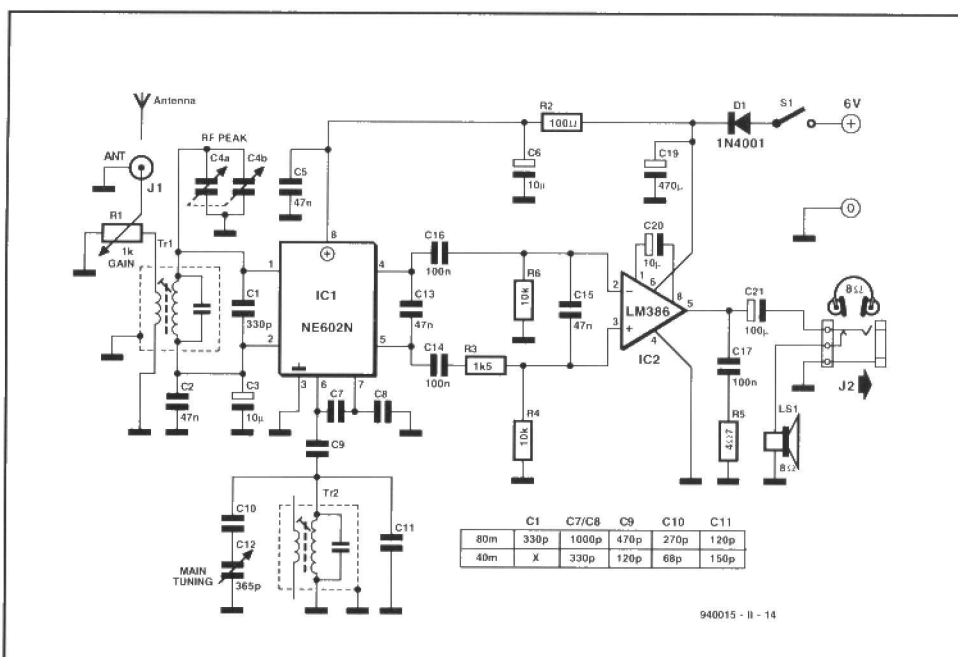 Antenna
ANT
J1
RF PEAK
C4a C4b
R1
1k
GAIN
Tr1
C1
330p
C2
47n
C3
10µ
C5
47n
R2
100Ω
C6
10µ
D1
1N4001
S1
6V
+
0
C19
470µ
C20
10µ
1
2
3
4
5
6
7
8
IC1
NE602N
C16
100n
C13
47n
C14
100n
R3
1k5
R6
10k
R4
10k
C15
47n
2
3
1
6
8
5
4
LM386
IC2
C21
100µ
8Ω
J2
C17
100n
R5
4Ω7
LS1
8Ω
C7 C8
C9
C10
C12
MAIN
TUNING
365p
Tr2
C11
C1 C7/C8 C9 C10 C11
80m 330p 1000p 470p 270p 120p
40m X 330p 120p 68p 150p
940015 - II - 14